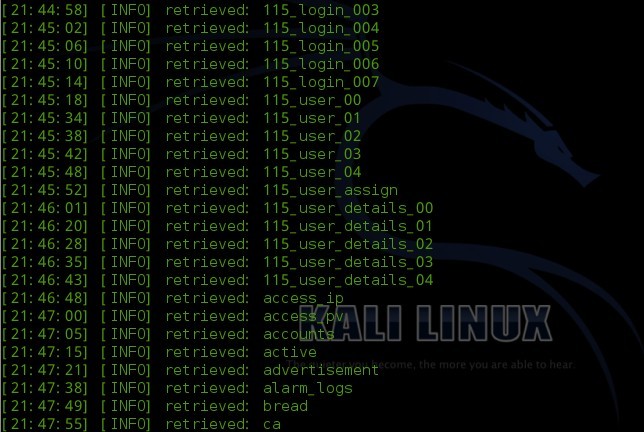 [21:44:58] [INFO] retrieved: 115_login_003
[21:45:02] [INFO] retrieved: 115_login_004
[21:45:06] [INFO] retrieved: 115_login_005
[21:45:10] [INFO] retrieved: 115_login_006
[21:45:14] [INFO] retrieved: 115_login_007
[21:45:18] [INFO] retrieved: 115_user_00
[21:45:34] [INFO] retrieved: 115_user_01
[21:45:38] [INFO] retrieved: 115_user_02
[21:45:42] [INFO] retrieved: 115_user_03
[21:45:48] [INFO] retrieved: 115_user_04
[21:45:52] [INFO] retrieved: 115_user_assign
[21:46:01] [INFO] retrieved: 115_user_details_00
[21:46:20] [INFO] retrieved: 115_user_details_01
[21:46:28] [INFO] retrieved: 115_user_details_02
[21:46:35] [INFO] retrieved: 115_user_details_03
[21:46:43] [INFO] retrieved: 115_user_details_04
[21:46:48] [INFO] retrieved: access_ip
[21:47:00] [INFO] retrieved: access_pv
KALI LINUX
[21:47:05] [INFO] retrieved: accounts
[21:47:15] [INFO] retrieved: active
you become, the more you are able to hear.
[21:47:21] [INFO] retrieved: advertisement
[21:47:38] [INFO] retrieved: alarm_logs
[21:47:49] [INFO] retrieved: bread
[21:47:55] [INFO] retrieved: ca